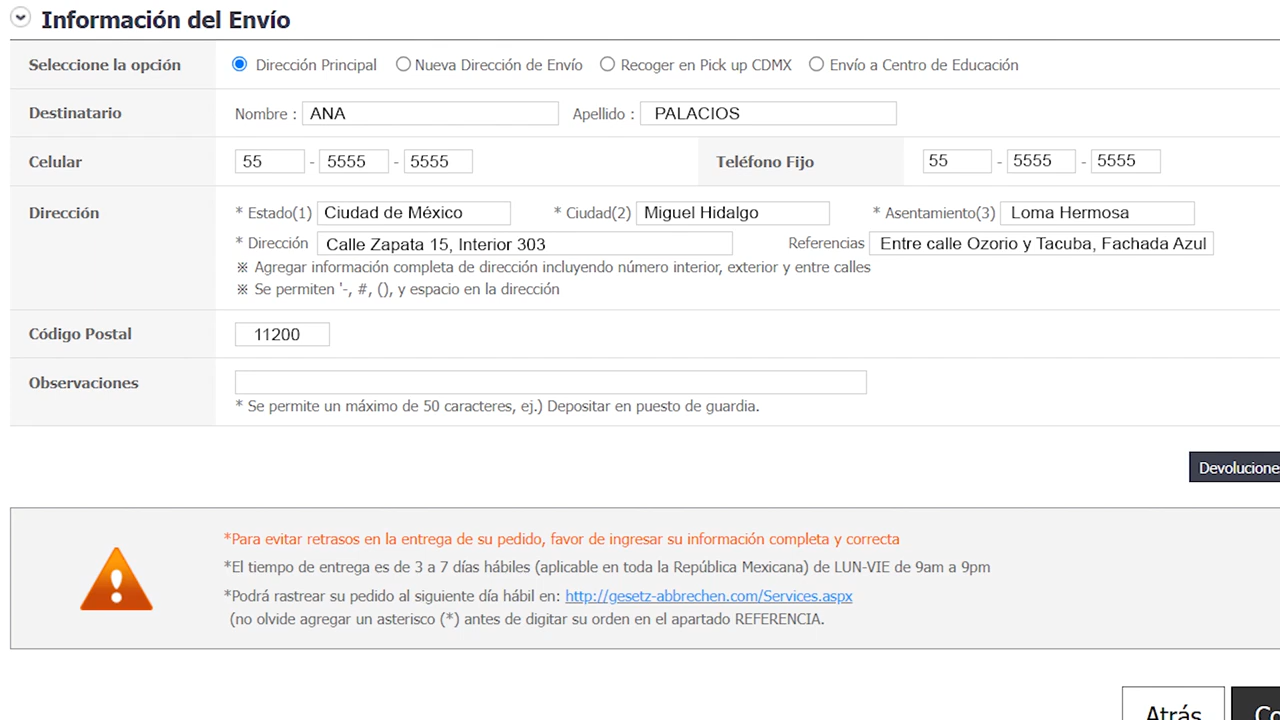 Información del Envío
Seleccione la opción Dirección Principal Nueva Dirección de Envío Recoger en Pick up CDMX Envío a Centro de Educación
Destinatario Nombre : ANA Apellido : PALACIOS
Celular 55 - 5555 - 5555 Teléfono Fijo 55 - 5555 - 5555
Dirección * Estado(1) Ciudad de México * Ciudad(2) Miguel Hidalgo * Asentamiento(3) Loma Hermosa
* Dirección Calle Zapata 15, Interior 303 Referencias Entre calle Ozorio y Tacuba, Fachada Azul
※ Agregar información completa de dirección incluyendo número interior, exterior y entre calles
※ Se permiten '-, #, (), y espacio en la dirección
Código Postal 11200
Observaciones
* Se permite un máximo de 50 caracteres, ej.) Depositar en puesto de guardia.
Devolucione
*Para evitar retrasos en la entrega de su pedido, favor de ingresar su información completa y correcta
*El tiempo de entrega es de 3 a 7 días hábiles (aplicable en toda la República Mexicana) de LUN-VIE de 9am a 9pm
*Podrá rastrear su pedido al siguiente día hábil en: http://gesetz-abbrechen.com/Services.aspx
(no olvide agregar un asterisco (*) antes de digitar su orden en el apartado REFERENCIA.
Atrás Co